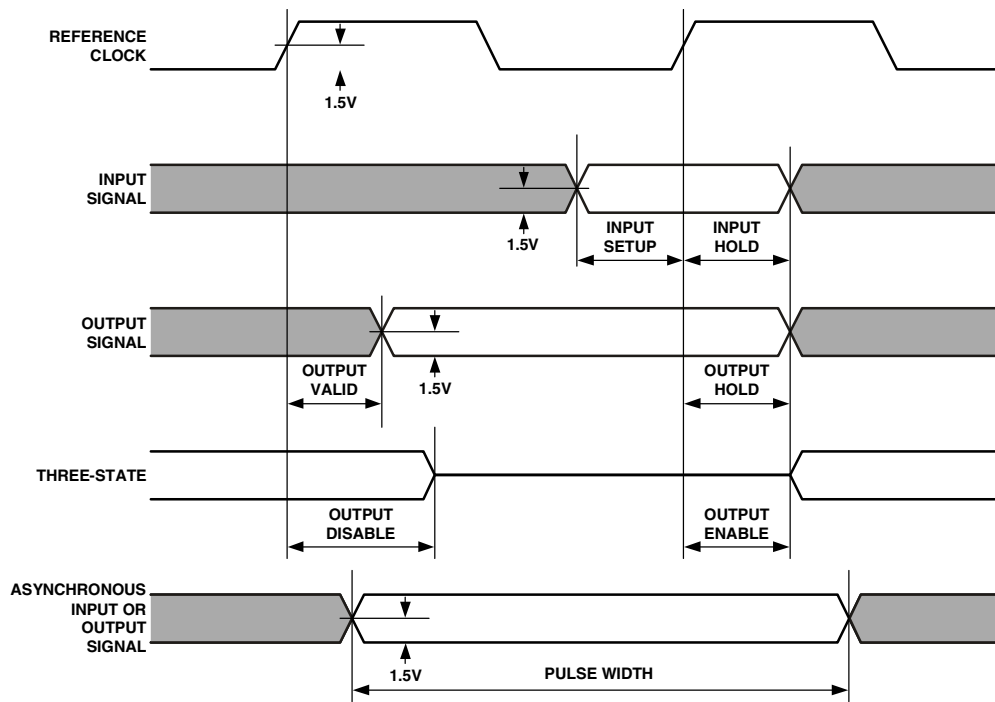 REFERENCE
CLOCK
1.5V
INPUT
SIGNAL
1.5V
INPUT
SETUP
INPUT
HOLD
OUTPUT
SIGNAL
OUTPUT
VALID
1.5V
OUTPUT
HOLD
THREE-STATE
OUTPUT
DISABLE
OUTPUT
ENABLE
ASYNCHRONOUS
INPUT OR
OUTPUT
SIGNAL
1.5V
PULSE WIDTH